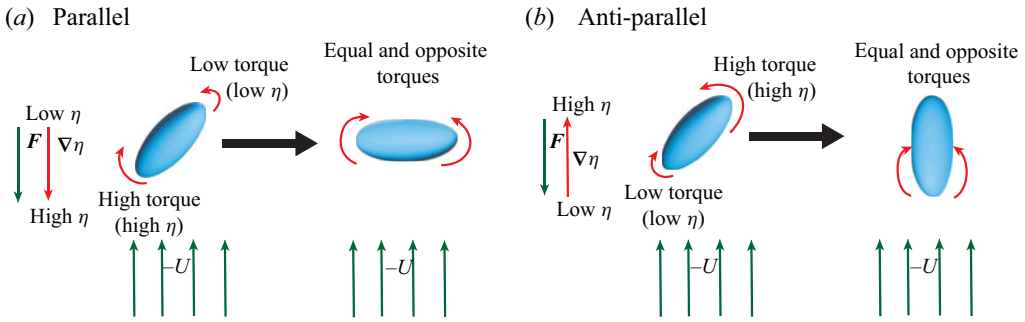 (a) Parallel
Low torque
(low η)
Equal and opposite
torques
Low η
F
∇η
High η
High torque
(high η)
–U
–U
(b) Anti-parallel
High torque
(high η)
Equal and opposite
torques
High η
F
∇η
Low η
Low torque
(low η)
–U
–U